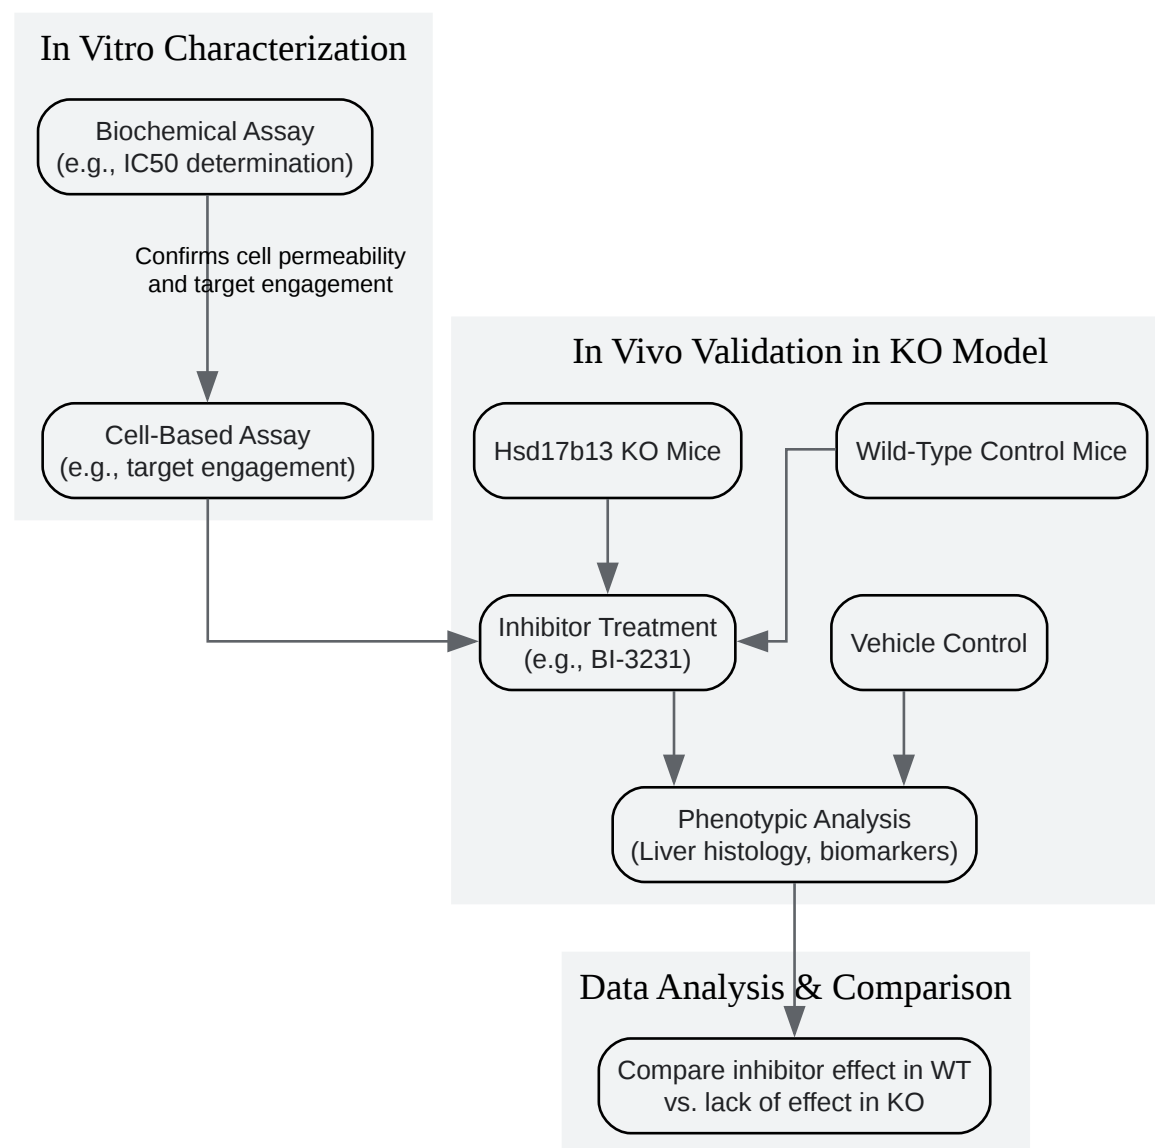 In Vitro Characterization
Biochemical Assay
(e.g., IC50 determination)
Confirms cell permeability
and target engagement
Cell-Based Assay
(e.g., target engagement)
In Vivo Validation in KO Model
Hsd17b13 KO Mice
Wild-Type Control Mice
Inhibitor Treatment
(e.g., BI-3231)
Vehicle Control
Phenotypic Analysis
(Liver histology, biomarkers)
Data Analysis & Comparison
Compare inhibitor effect in WT
vs. lack of effect in KO